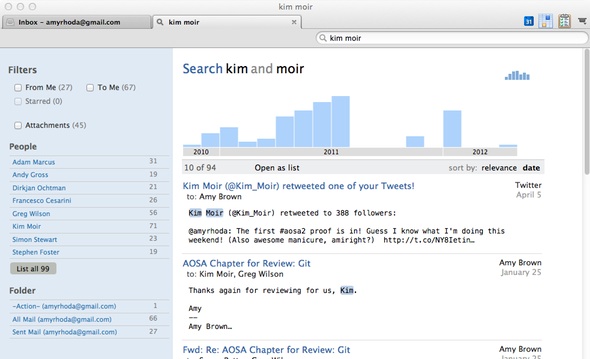 kim moir
Inbox – amyrhoda@gmail.com
kim moir
31
kim moir
Filters
From Me (27) To Me (67)
Starred (0)
Attachments (45)
People
Adam Marcus 31
Andy Gross 19
Dirkjan Ochtman 21
Francesco Cesarini 26
Greg Wilson 56
Kim Moir 71
Simon Stewart 23
Stephen Foster 19
List all 99
Folder
-Action- (amyrhoda@gmail.com) 1
All Mail (amyrhoda@gmail.com) 66
Sent Mail (amyrhoda@gmail.com) 27
Search kim and moir
2010 2011 2012
10 of 94 Open as list sort by: relevance date
Kim Moir (@Kim_Moir) retweeted one of your Tweets! Twitter
to: Amy Brown April 5
Kim Moir (@Kim_Moir) retweeted to 388 followers:
@amyrhoda: The first #aosa2 proof is in! Guess I know what I'm doing this
weekend! (Also awesome manicure, amiright?) http://t.co/NY8Ietin…
AOSA Chapter for Review: Git Amy Brown
to: Kim Moir, Greg Wilson January 25
Thanks again for reviewing for us, Kim.
Amy
––
Amy Brown…
Fwd: Re: AOSA Chapter for Review: Git Amy Brown
January 25